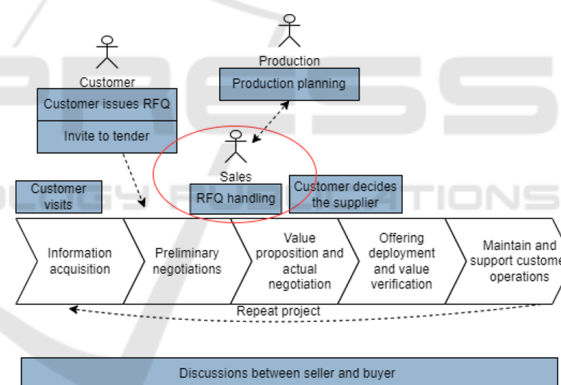 Production
Customer
Production planning
Customer issues RFQ
Invite to tender
Sales
Customer
visits
RFQ handling
Customer decides
the supplier
Information
acquisition
Preliminary
negotiations
Value
proposition and
actual
negotiation
Offering
deployment
and value
verification
Maintain and
support custome
operations
Repeat project
Discussions between seller and buyer